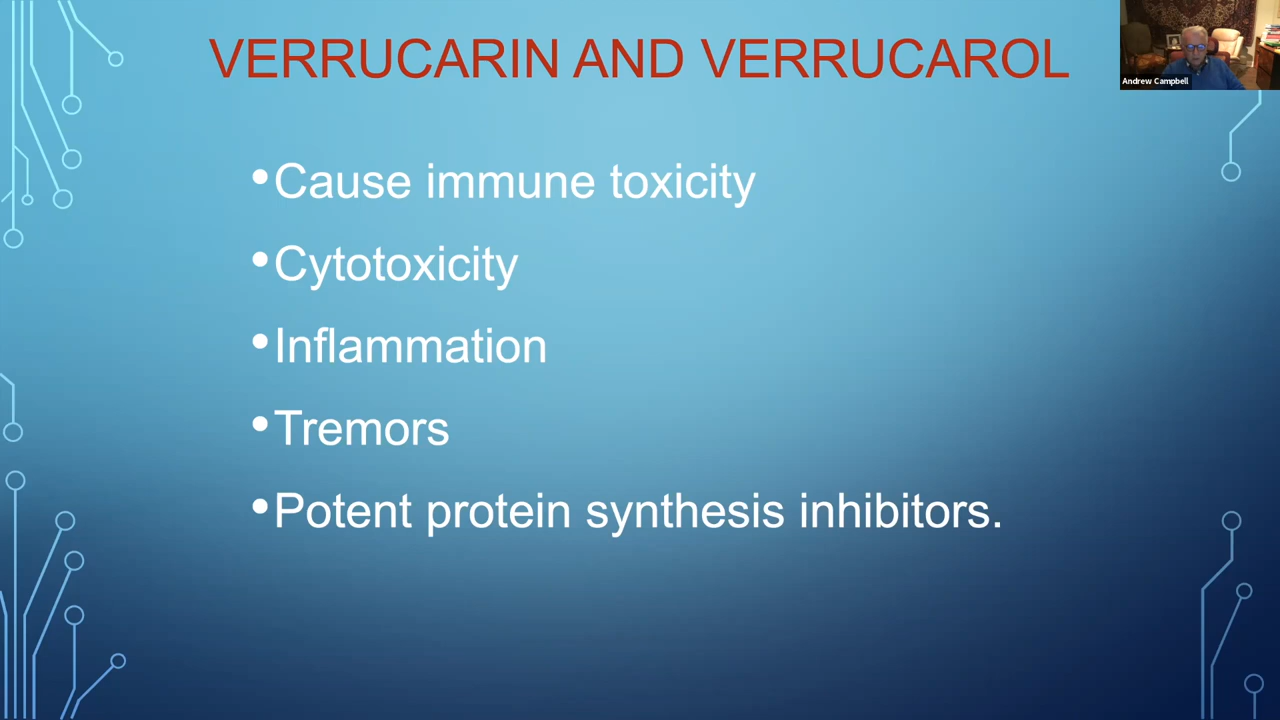 VERRUCARIN AND VERRUCAROL
Andrew Campbell
•Cause immune toxicity
•Cytotoxicity
•Inflammation
•Tremors
•Potent protein synthesis inhibitors.